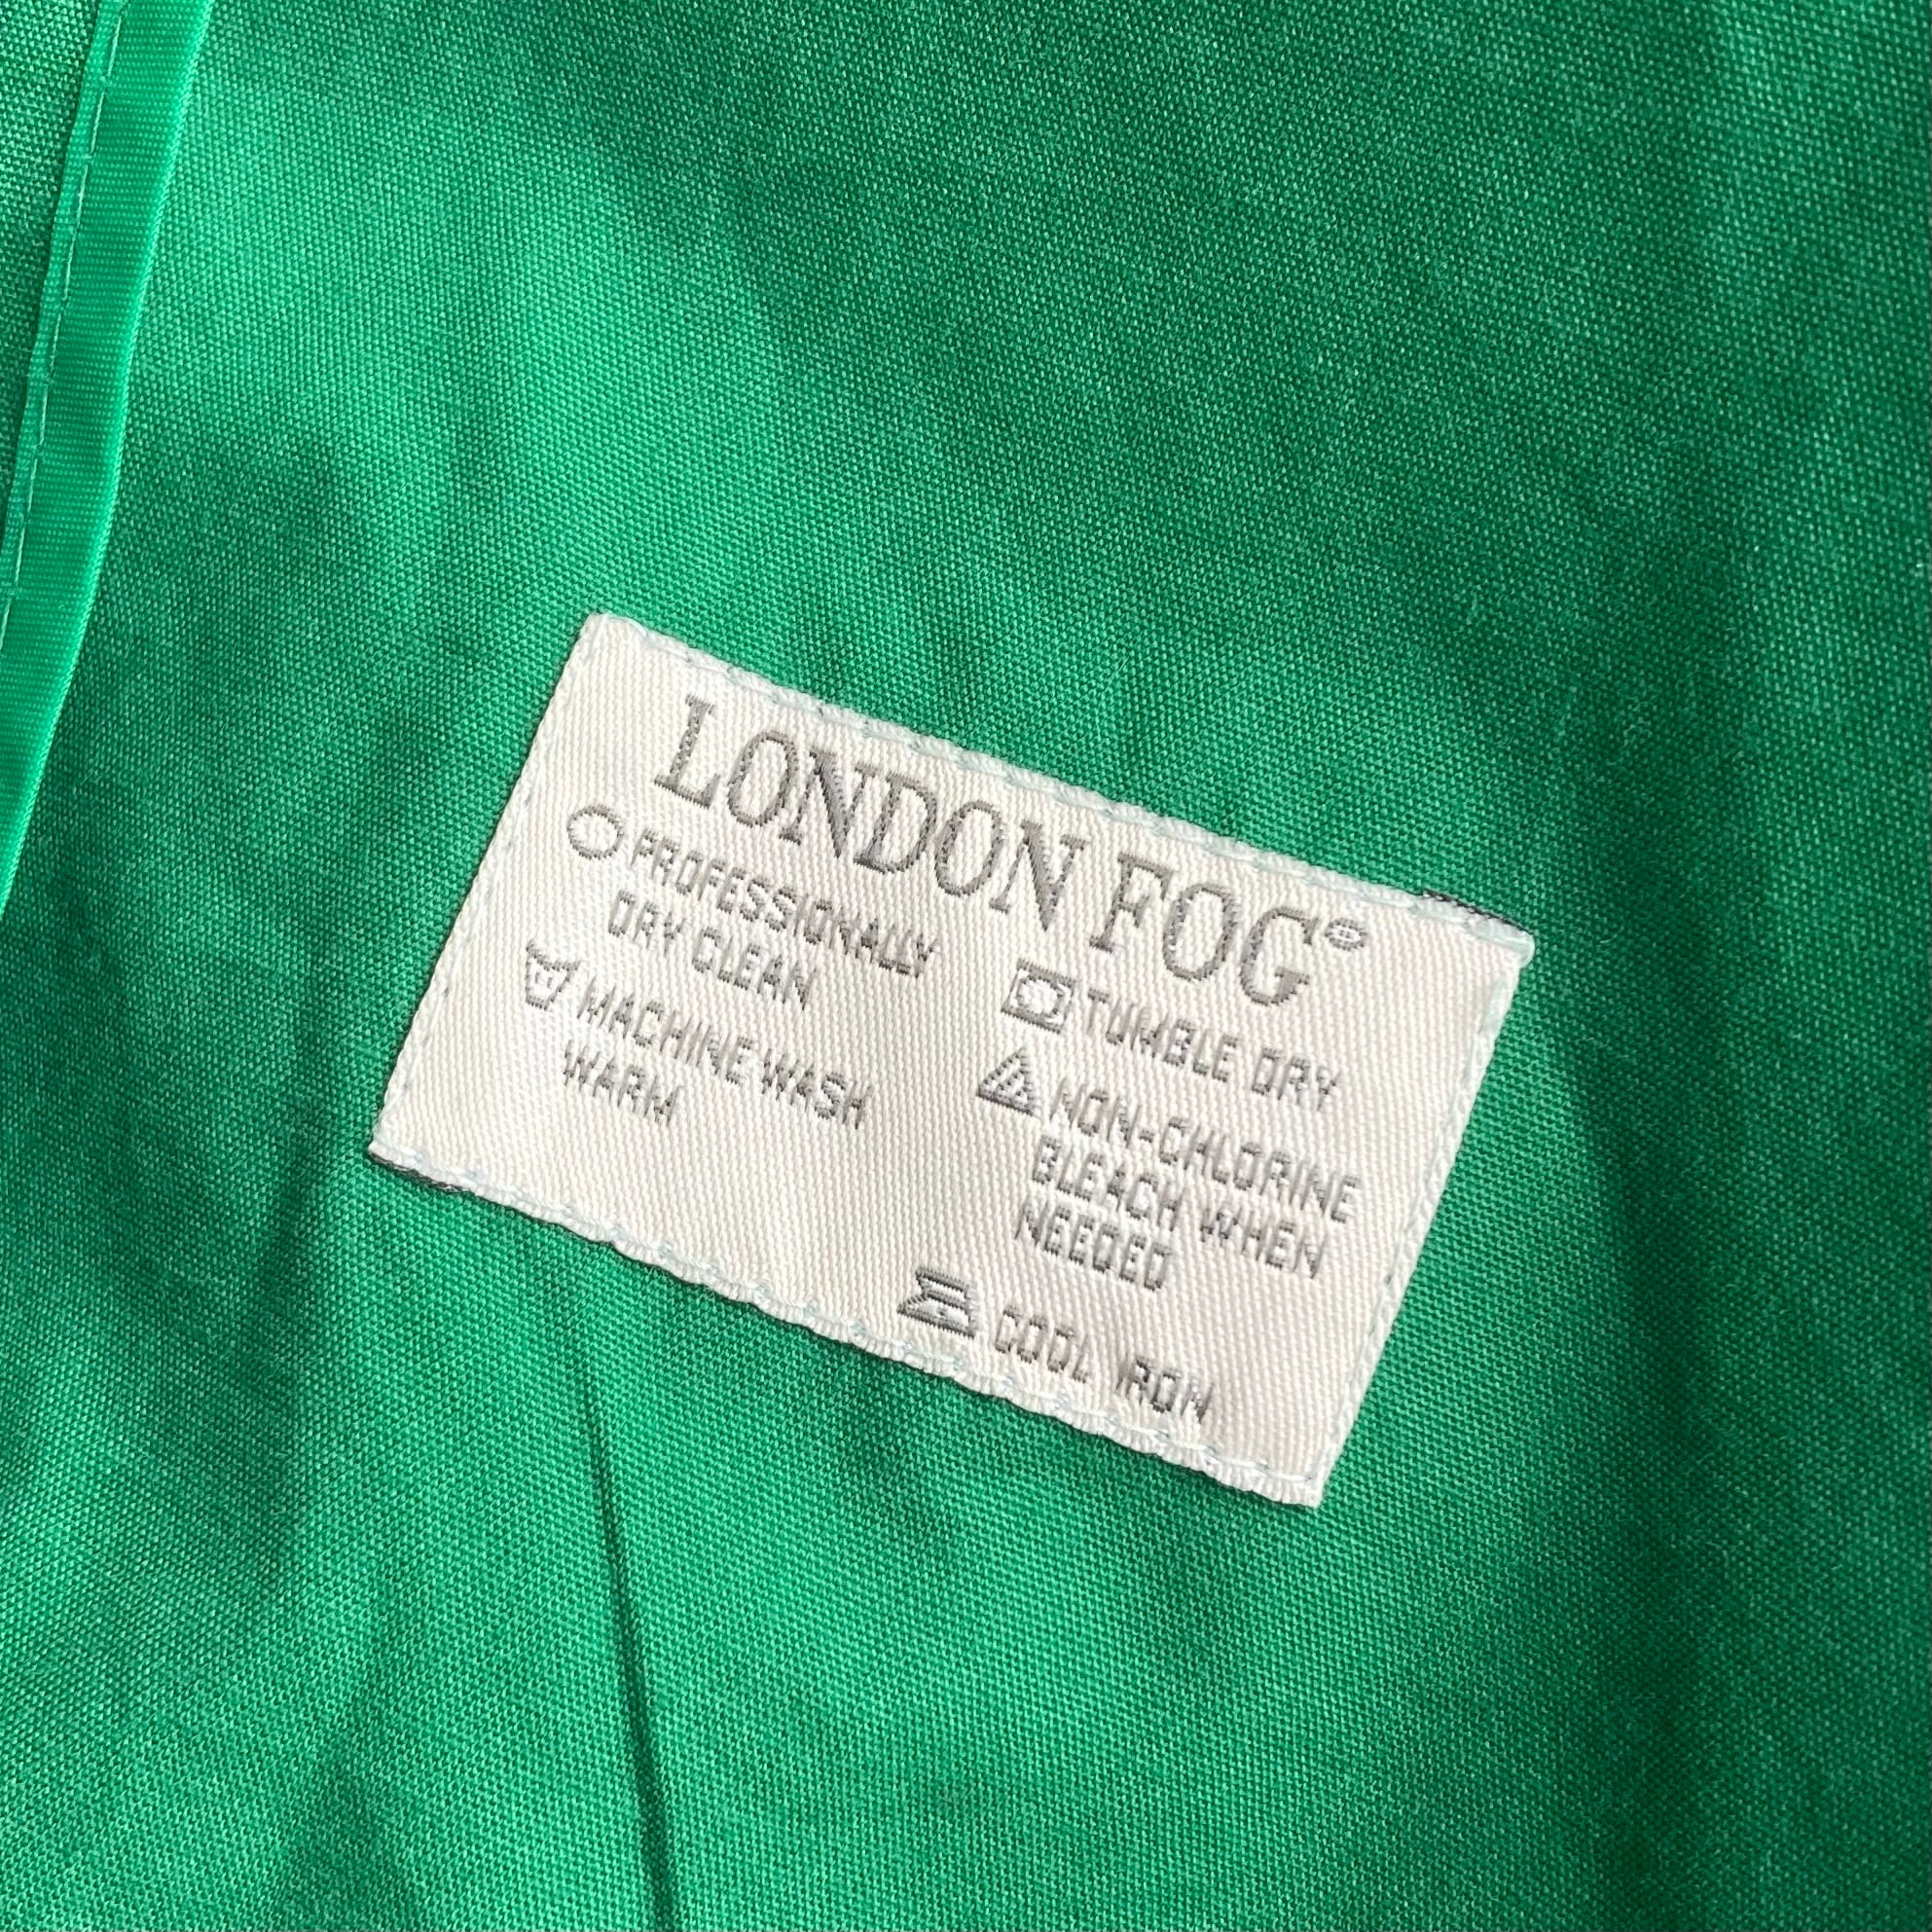 LONDON FOG®
PROFESSIONALLY
DRY CLEAN
MACHINE WASH
WARM
TUMBLE DRY
NON-CHLORINE
BLEACH WHEN
NEEDED
COOL IRON